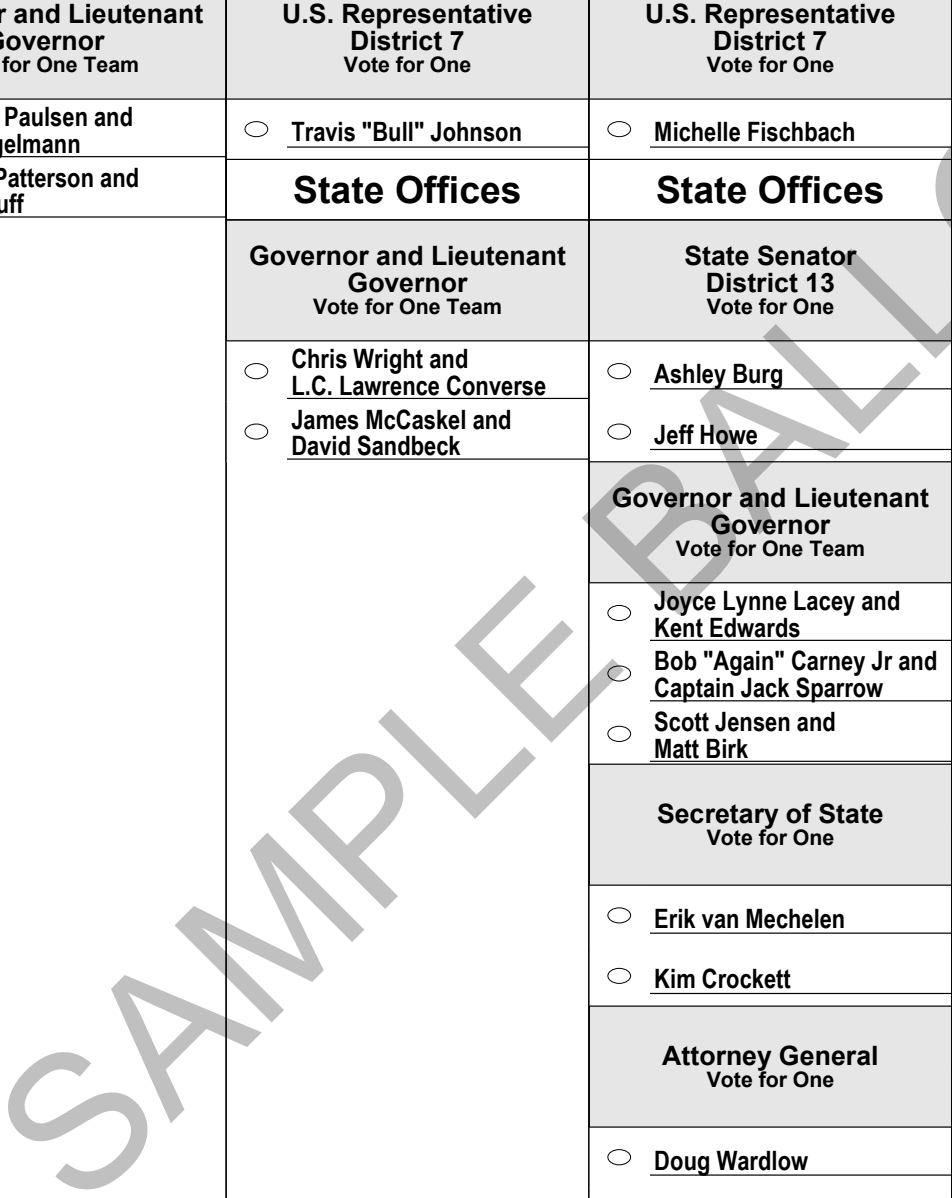 and Lieutenant
for One Team
Paulsen and
Patterson and
U.S. Representative
District 7
Vote for One
Travis "Bull" Johnson
State Offices
Governor and Lieutenant
Governor
Vote for One Team
Chris Wright and
L.C. Lawrence Converse
James McCaskel and
David Sandbeck
U.S. Representative
District 7
Vote for One
Michelle Fischbach
State Offices
State Senator
District 13
Vote for One
Ashley Burg
Jeff Howe
Governor and Lieutenant
Governor
Vote for One Team
Joyce Lynne Lacey and
Kent Edwards
Bob "Again" Carney Jr and
Captain Jack Sparrow
Scott Jensen and
Matt Birk
Secretary of State
Vote for One
Erik van Mechelen
Kim Crockett
Attorney General
Vote for One
Doug Wardlow
SAMPLE